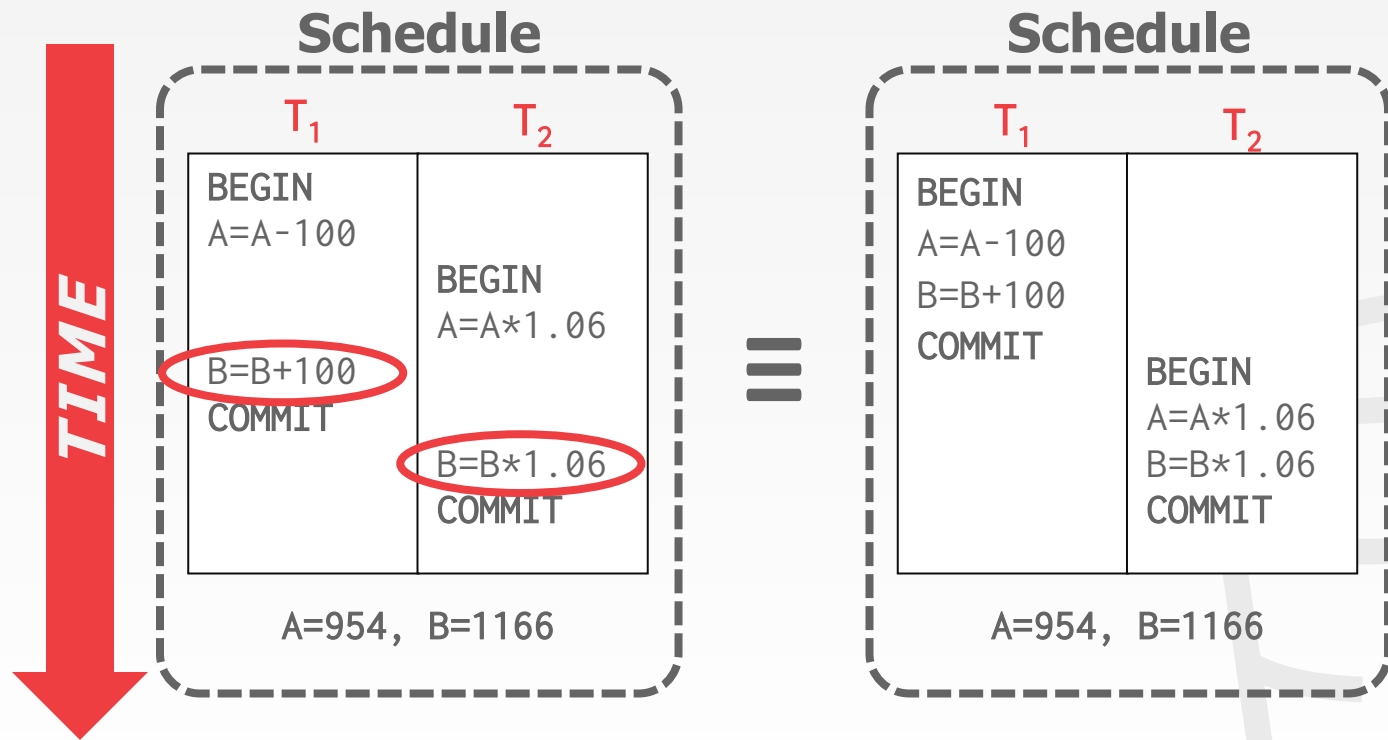 Schedule
T1 T2
BEGIN
A=A-100
BEGIN
A=A*1.06
B=B+100
COMMIT
B=B*1.06
COMMIT
A=954, B=1166
TIME
≡
Schedule
T1 T2
BEGIN
A=A-100
B=B+100
COMMIT
BEGIN
A=A*1.06
B=B*1.06
COMMIT
A=954, B=1166